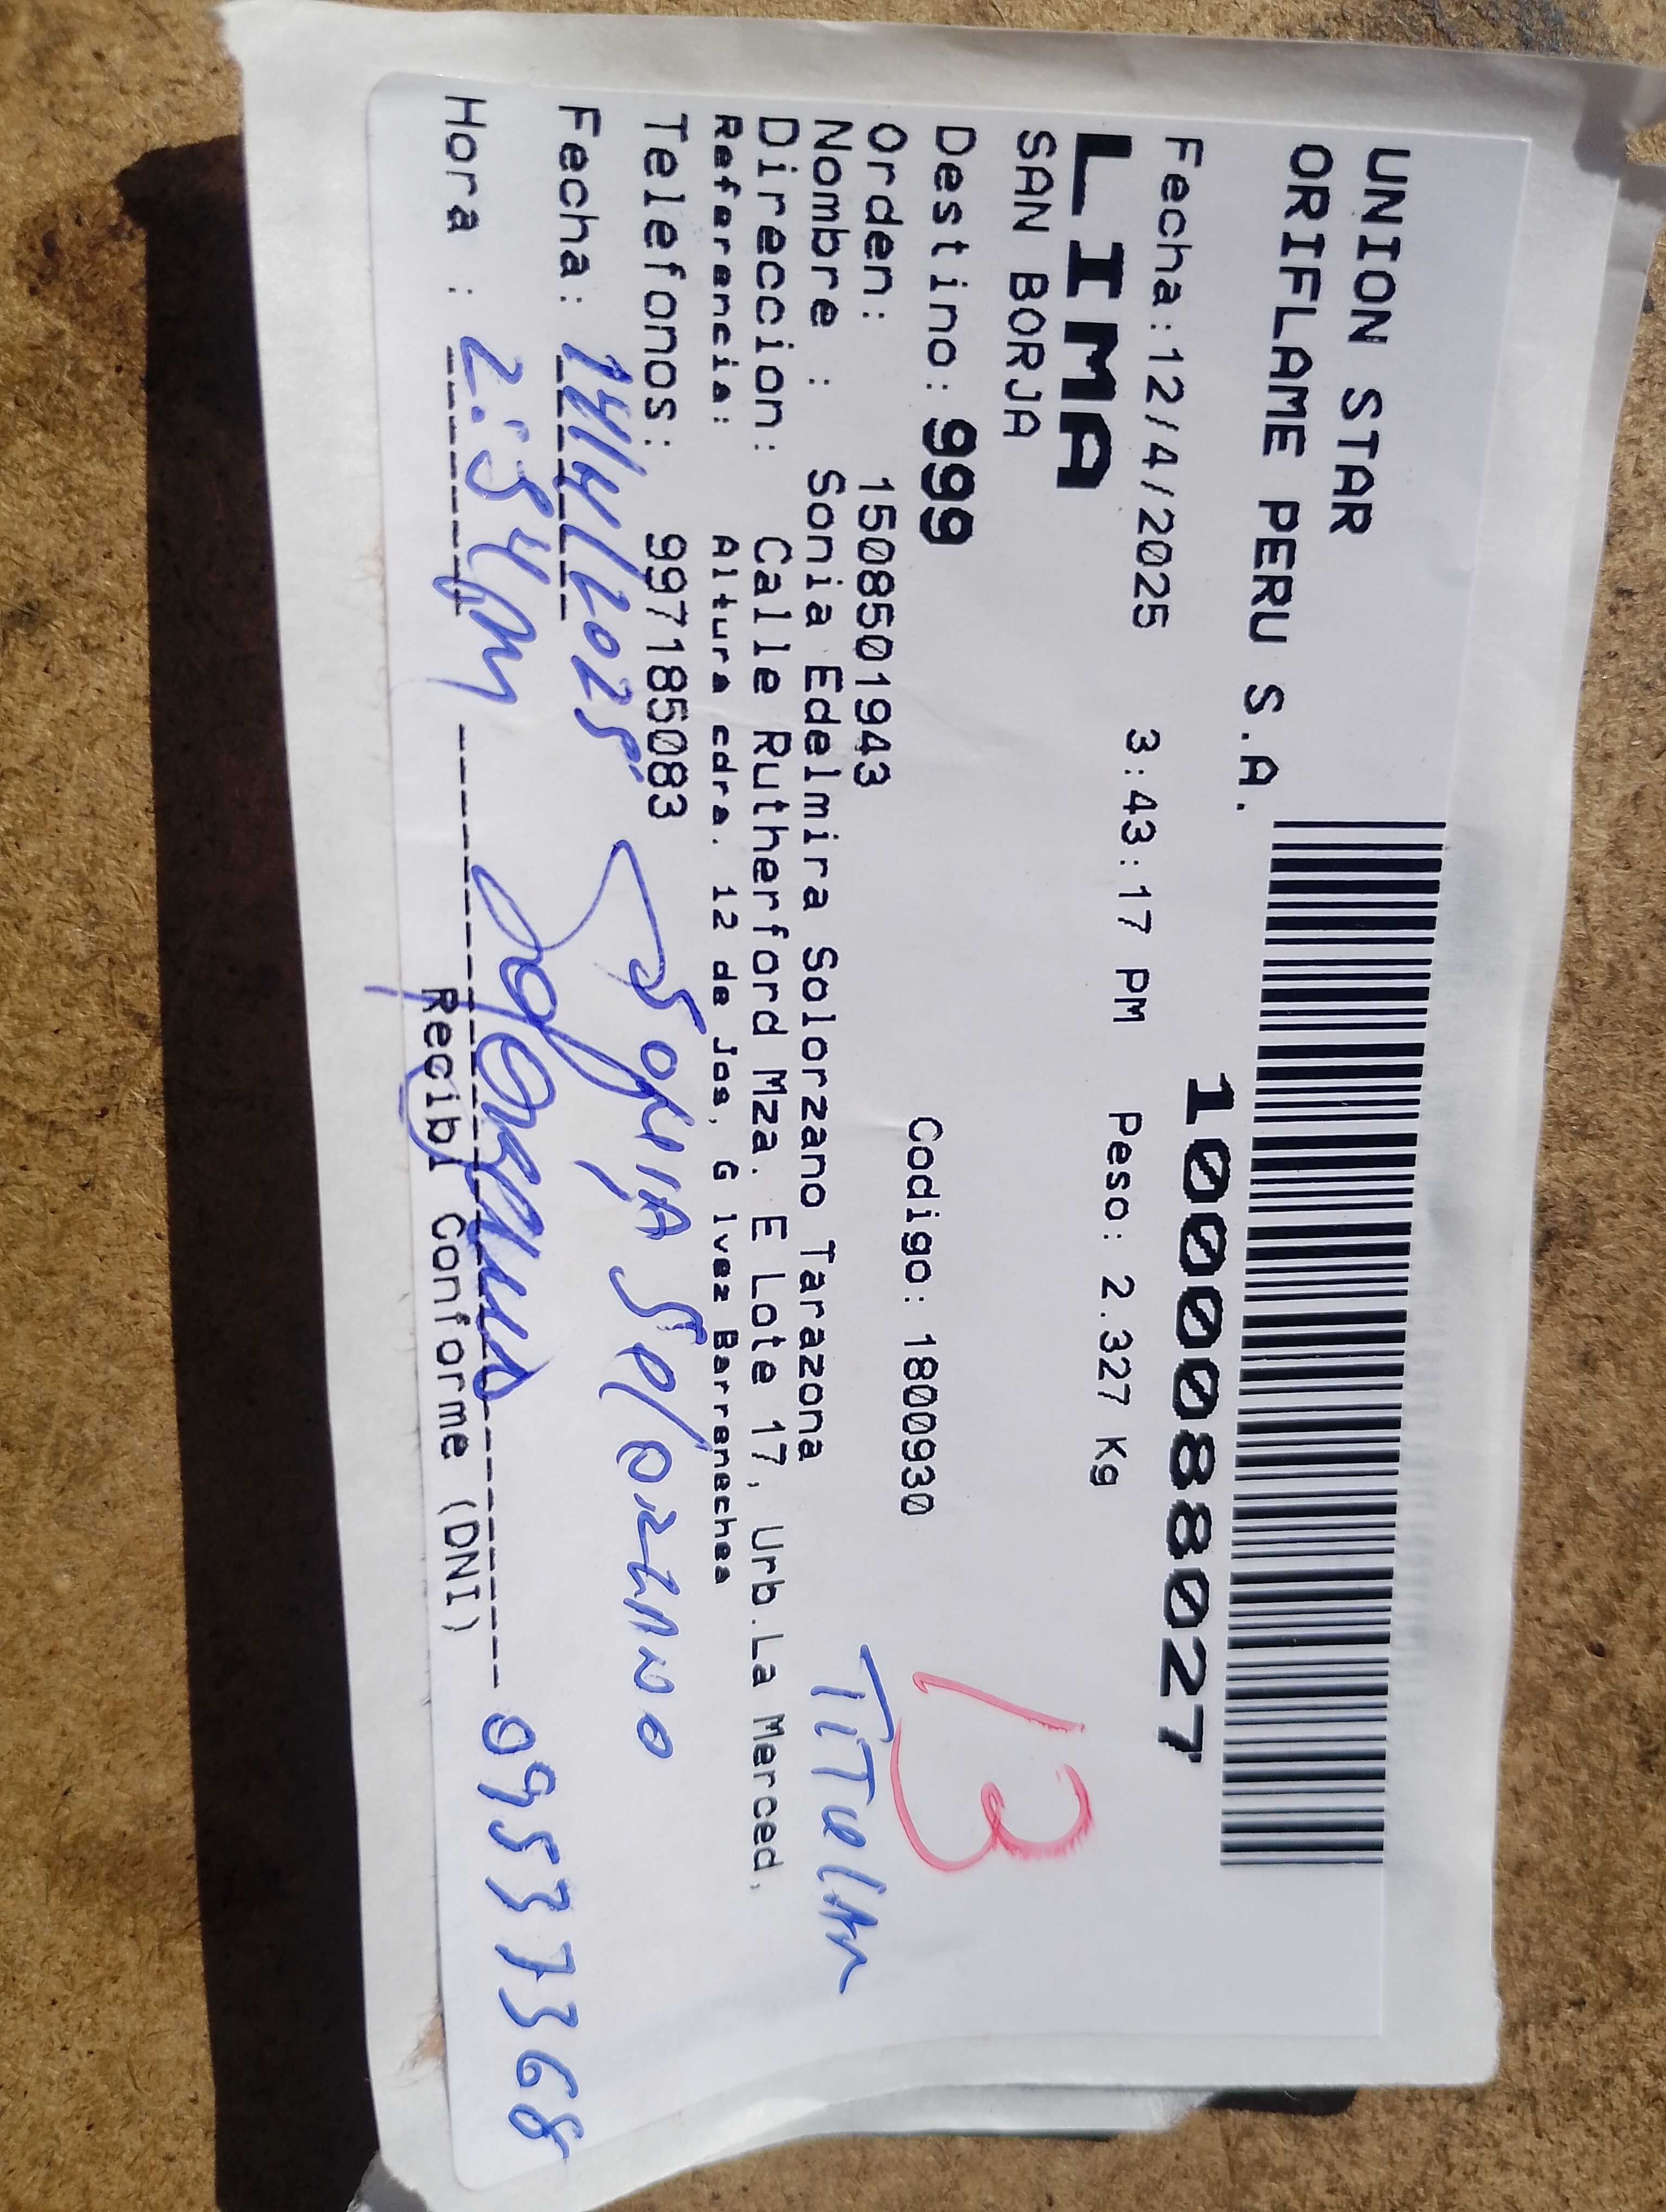 UNION STAR
ORIFLAME PERU S.A.
10000088027
Fecha:12/4/2025 3:43:17 PM Peso: 2.327 Kg
LIMA
SAN BORJA
13
Destino: 999 Codigo: 1800930
Orden: 1508501943
Titular
Nombre : Sonia Edelmira Solorzano Tarazona
Direccion: Calle Rutherford Mza. E Lote 17, Urb.La Merced,
Referencia: Altura cdra. 12 de Jos, G lvez Barrenechea
Telefonos: 997185083
SONIA SOlORZANO
Fecha: 14/4/2025
Hora : 2:54 PM 09537368
Recibi Conforme (DNI)